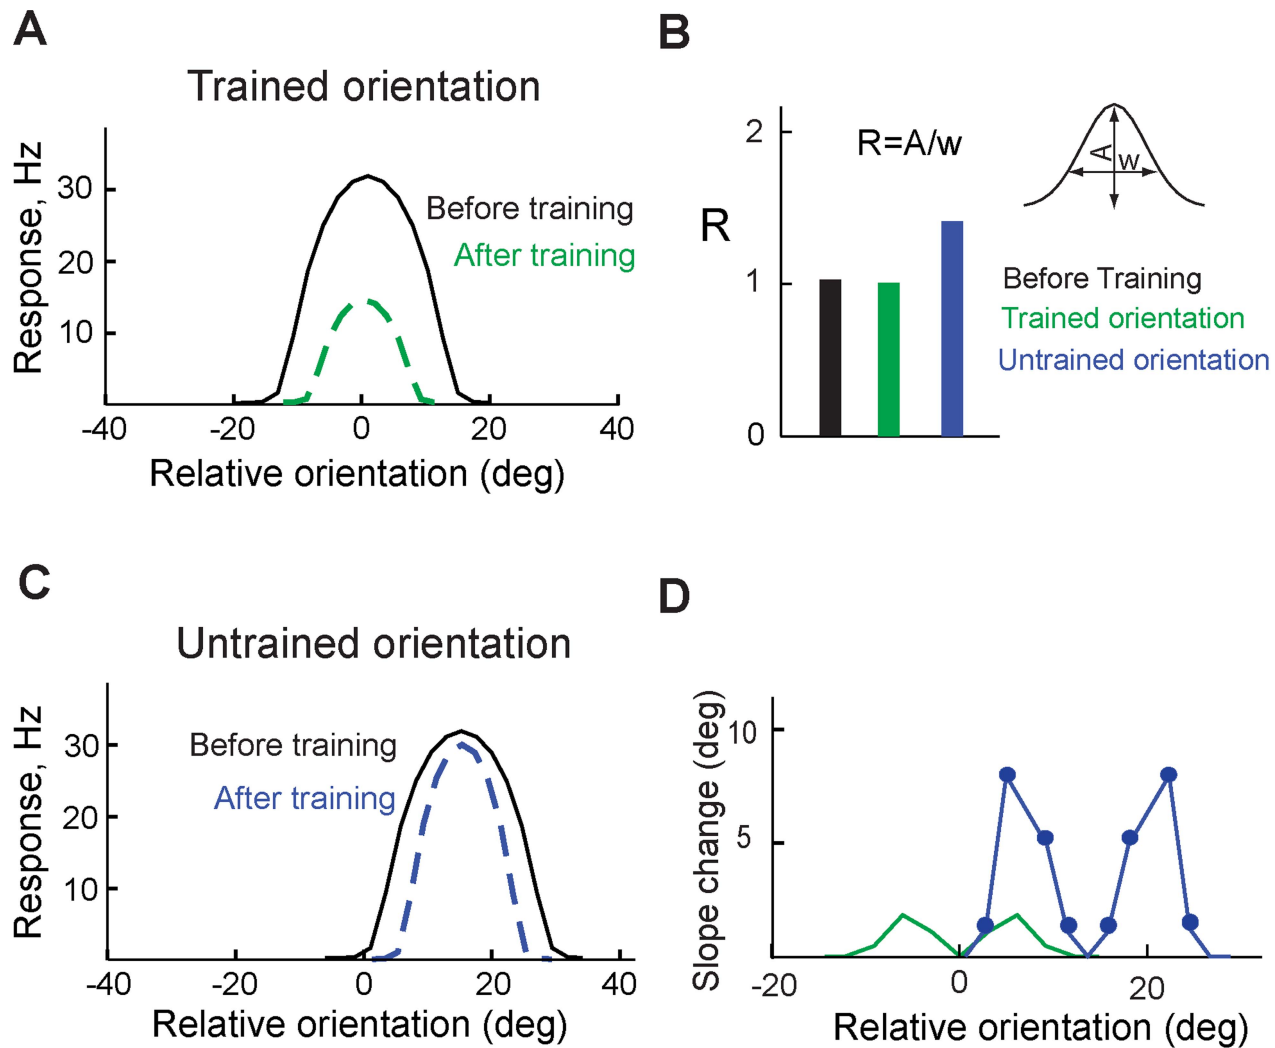 A
Trained orientation
Response, Hz
30
20
10
Before training
After training
-40
-20
0
20
40
Relative orientation (deg)
B
2
1
0
R
R=A/w
A
w
Before Training
Trained orientation
Untrained orientation
C
Untrained orientation
Response, Hz
30
20
10
Before training
After training
-40
-20
0
20
40
Relative orientation (deg)
D
Slope change (deg)
10
5
-20
0
20
Relative orientation (deg)